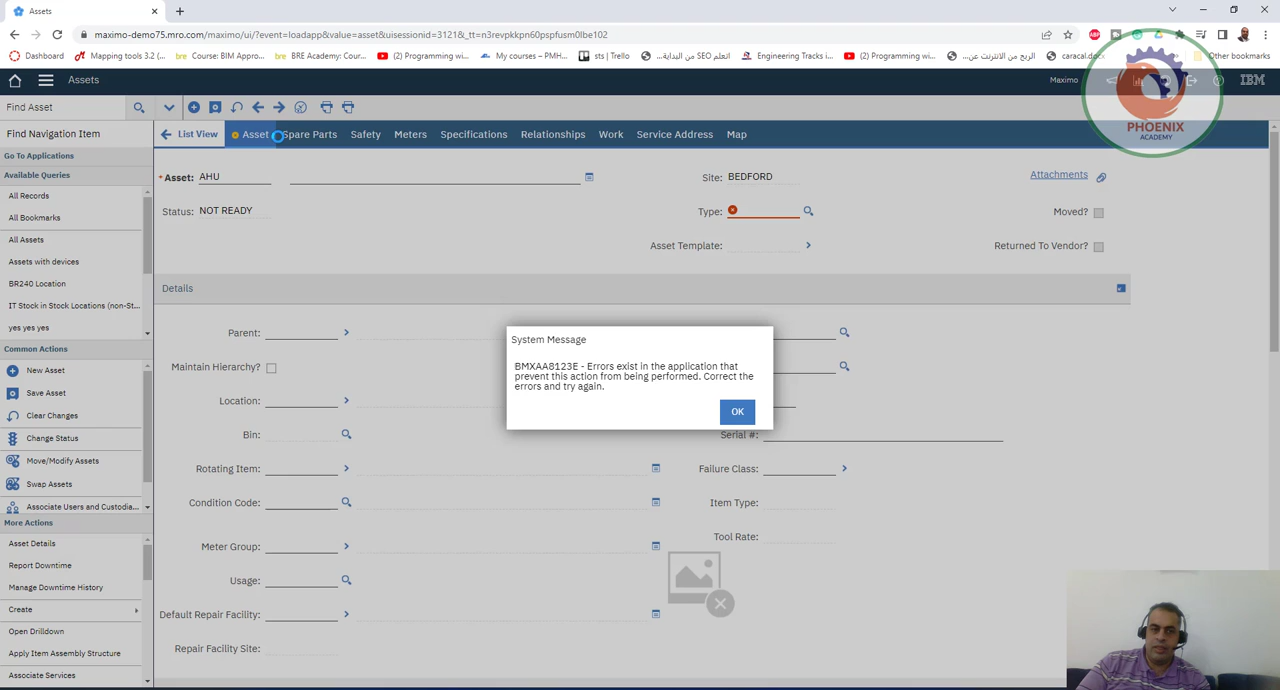 Assets
maximo-demo75.mro.com/maximo/ui/?event=loadapp&value=asset&uisessionid=3121&_tt=n3revpkkpn60pspfusm0lbe102
Dashboard
Mapping tools 3.2 (...
Course: BIM Appro...
BRE Academy: Cour...
(2) Programming wi...
My courses – PMH...
sts | Trello
اتعلم SEO من البداية...
Engineering Tracks i...
(2) Programming wi...
الربح من الانترنت عن...
caracal.docx
Other bookmarks
Assets
Maximo
IBM
PHOENIX
ACADEMY
Find Asset
Find Navigation Item
List View
Asset
Spare Parts
Safety
Meters
Specifications
Relationships
Work
Service Address
Map
Go To Applications
Available Queries
All Records
All Bookmarks
All Assets
Assets with devices
BR240 Location
IT Stock in Stock Locations (non-St...
yes yes yes
Common Actions
New Asset
Save Asset
Clear Changes
Change Status
Move/Modify Assets
Swap Assets
Associate Users and Custodia...
More Actions
Asset Details
Report Downtime
Manage Downtime History
Create
Open Drilldown
Apply Item Assembly Structure
Associate Services
* Asset: AHU
Site: BEDFORD
Attachments
Status: NOT READY
Type:
Moved?
Asset Template:
Returned To Vendor?
Details
Parent:
Maintain Hierarchy?
Location:
Bin:
Serial #:
Rotating Item:
Failure Class:
Condition Code:
Item Type:
Meter Group:
Tool Rate:
Usage:
Default Repair Facility:
Repair Facility Site:
System Message
BMXAA8123E - Errors exist in the application that
prevent this action from being performed. Correct the
errors and try again.
OK